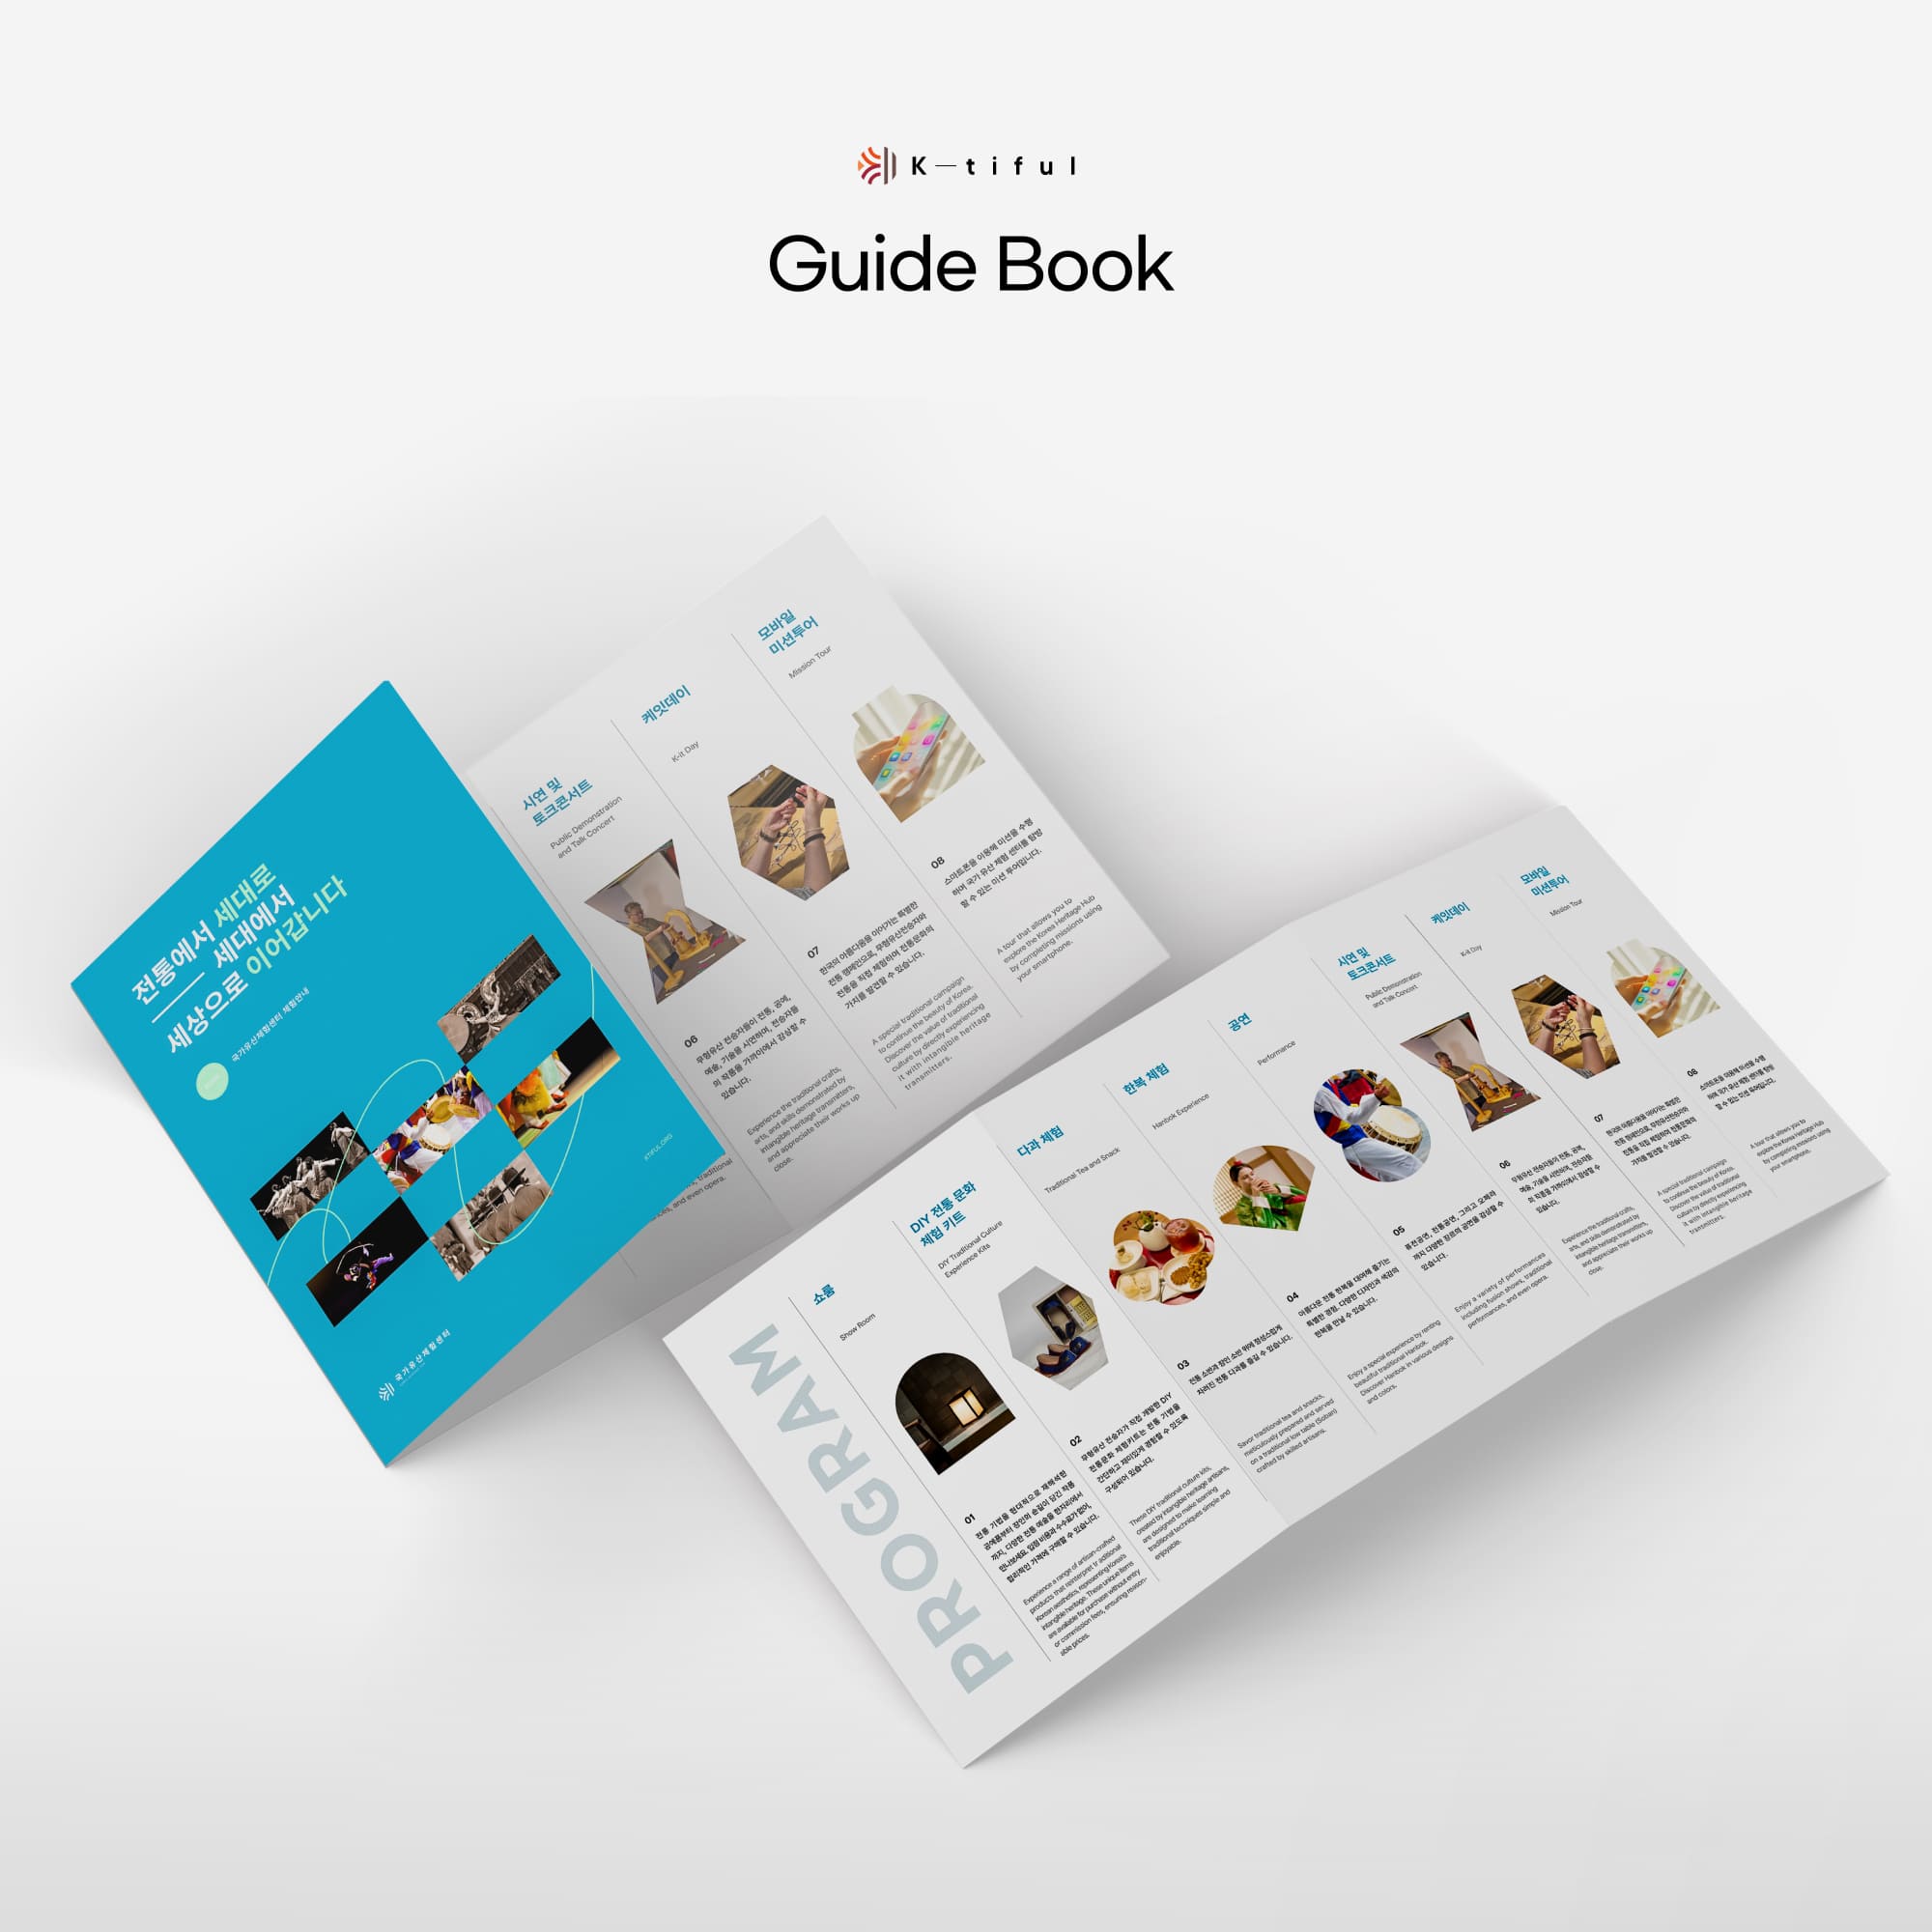 K—tiful
Guide Book
전통에서 세대로
세대에서
세상으로 이어갑니다
국가유산체험센터 체험안내
KTIFUL.ORG
국가유산체험센터
시연 및
토크콘서트
Public Demonstration
and Talk Concert
06
무형유산 전승자들이 전통, 공예,
예술, 기술을 시연하며, 전승자들
의 작품을 가까이에서 감상할 수
있습니다.
Experience the traditional crafts,
arts, and skills demonstrated by
intangible heritage transmitters,
and appreciate their works up
close.
케잇데이
K-it Day
07
한국의 아름다움을 이어가는 특별한
전통 캠페인으로, 무형유산전승자와
전통을 직접 체험하며 전통문화의
가치를 발견할 수 있습니다.
A special traditional campaign
to continue the beauty of Korea.
Discover the value of traditional
culture by directly experiencing
it with intangible heritage
transmitters.
모바일
미션투어
Mission Tour
08
스마트폰을 이용해 미션을 수행
하며 국가 유산 체험 센터를 탐방
할 수 있는 미션 투어입니다.
A tour that allows you to
explore the Korea Heritage Hub
by completing missions using
your smartphone.
traditional
and even opera.
PROGRAM
쇼룸
Show Room
01
전통 기법을 현대적으로 재해석한
공예품부터 장인의 손길이 담긴 작품
까지, 다양한 전통 예술을 한자리에서
만나보세요. 입점 비용과 수수료가 없어,
합리적인 가격에 구매할 수 있습니다.
Experience a range of artisan-crafted
products that reinterpret traditional
Korean aesthetics, representing Korea's
intangible heritage. These unique items
are available for purchase without entry
or commission fees, ensuring reason-
able prices.
DIY 전통 문화
체험 키트
DIY Traditional Culture
Experience Kits
02
무형유산 전승자가 직접 개발한 DIY
전통문화 체험키트는 전통 기법을
간단하고 재미있게 경험할 수 있도록
구성되어 있습니다.
These DIY traditional culture kits,
created by intangible heritage artisans,
are designed to make learning
traditional techniques simple and
enjoyable.
다과 체험
Traditional Tea and Snack
03
전통 소반과 장인 소반 위에 정성스럽게
차려진 전통 다과를 즐길 수 있습니다.
Savor traditional tea and snacks,
meticulously prepared and served
on a traditional low table (Soban)
crafted by skilled artisans.
한복 체험
Hanbok Experience
04
아름다운 전통 한복을 대여해 즐기는
특별한 경험. 다양한 디자인과 색감의
한복을 만날 수 있습니다.
Enjoy a special experience by renting
beautiful traditional Hanbok.
Discover Hanbok in various designs
and colors.
공연
Performance
05
퓨전공연, 전통공연, 그리고 오페라
까지 다양한 장르의 공연을 감상할 수
있습니다.
Enjoy a variety of performances
including fusion shows, traditional
performances, and even opera.
시연 및
토크콘서트
Public Demonstration
and Talk Concert
06
무형유산 전승자들이 전통, 공예,
예술, 기술을 시연하며, 전승자들
의 작품을 가까이에서 감상할 수
있습니다.
Experience the traditional crafts,
arts, and skills demonstrated by
intangible heritage transmitters,
and appreciate their works up
close.
케잇데이
K-it Day
07
한국의 아름다움을 이어가는 특별한
전통 캠페인으로, 무형유산전승자와
전통을 직접 체험하며 전통문화의
가치를 발견할 수 있습니다.
A special traditional campaign
to continue the beauty of Korea.
Discover the value of traditional
culture by directly experiencing
it with intangible heritage
transmitters.
모바일
미션투어
Mission Tour
08
스마트폰을 이용해 미션을 수행
하며 국가 유산 체험 센터를 탐방
할 수 있는 미션 투어입니다.
A tour that allows you to
explore the Korea Heritage Hub
by completing missions using
your smartphone.